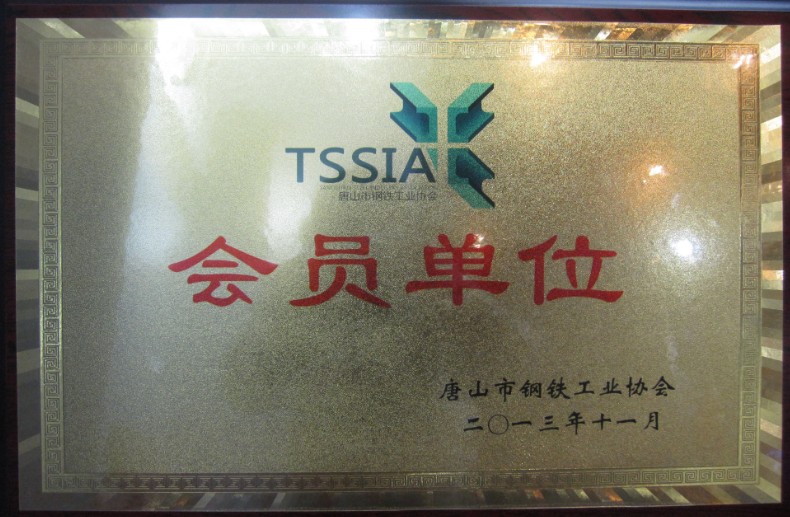 TSSIA
唐山市钢铁工业协会
会员单位
唐山市钢铁工业协会
二〇一三年十一月